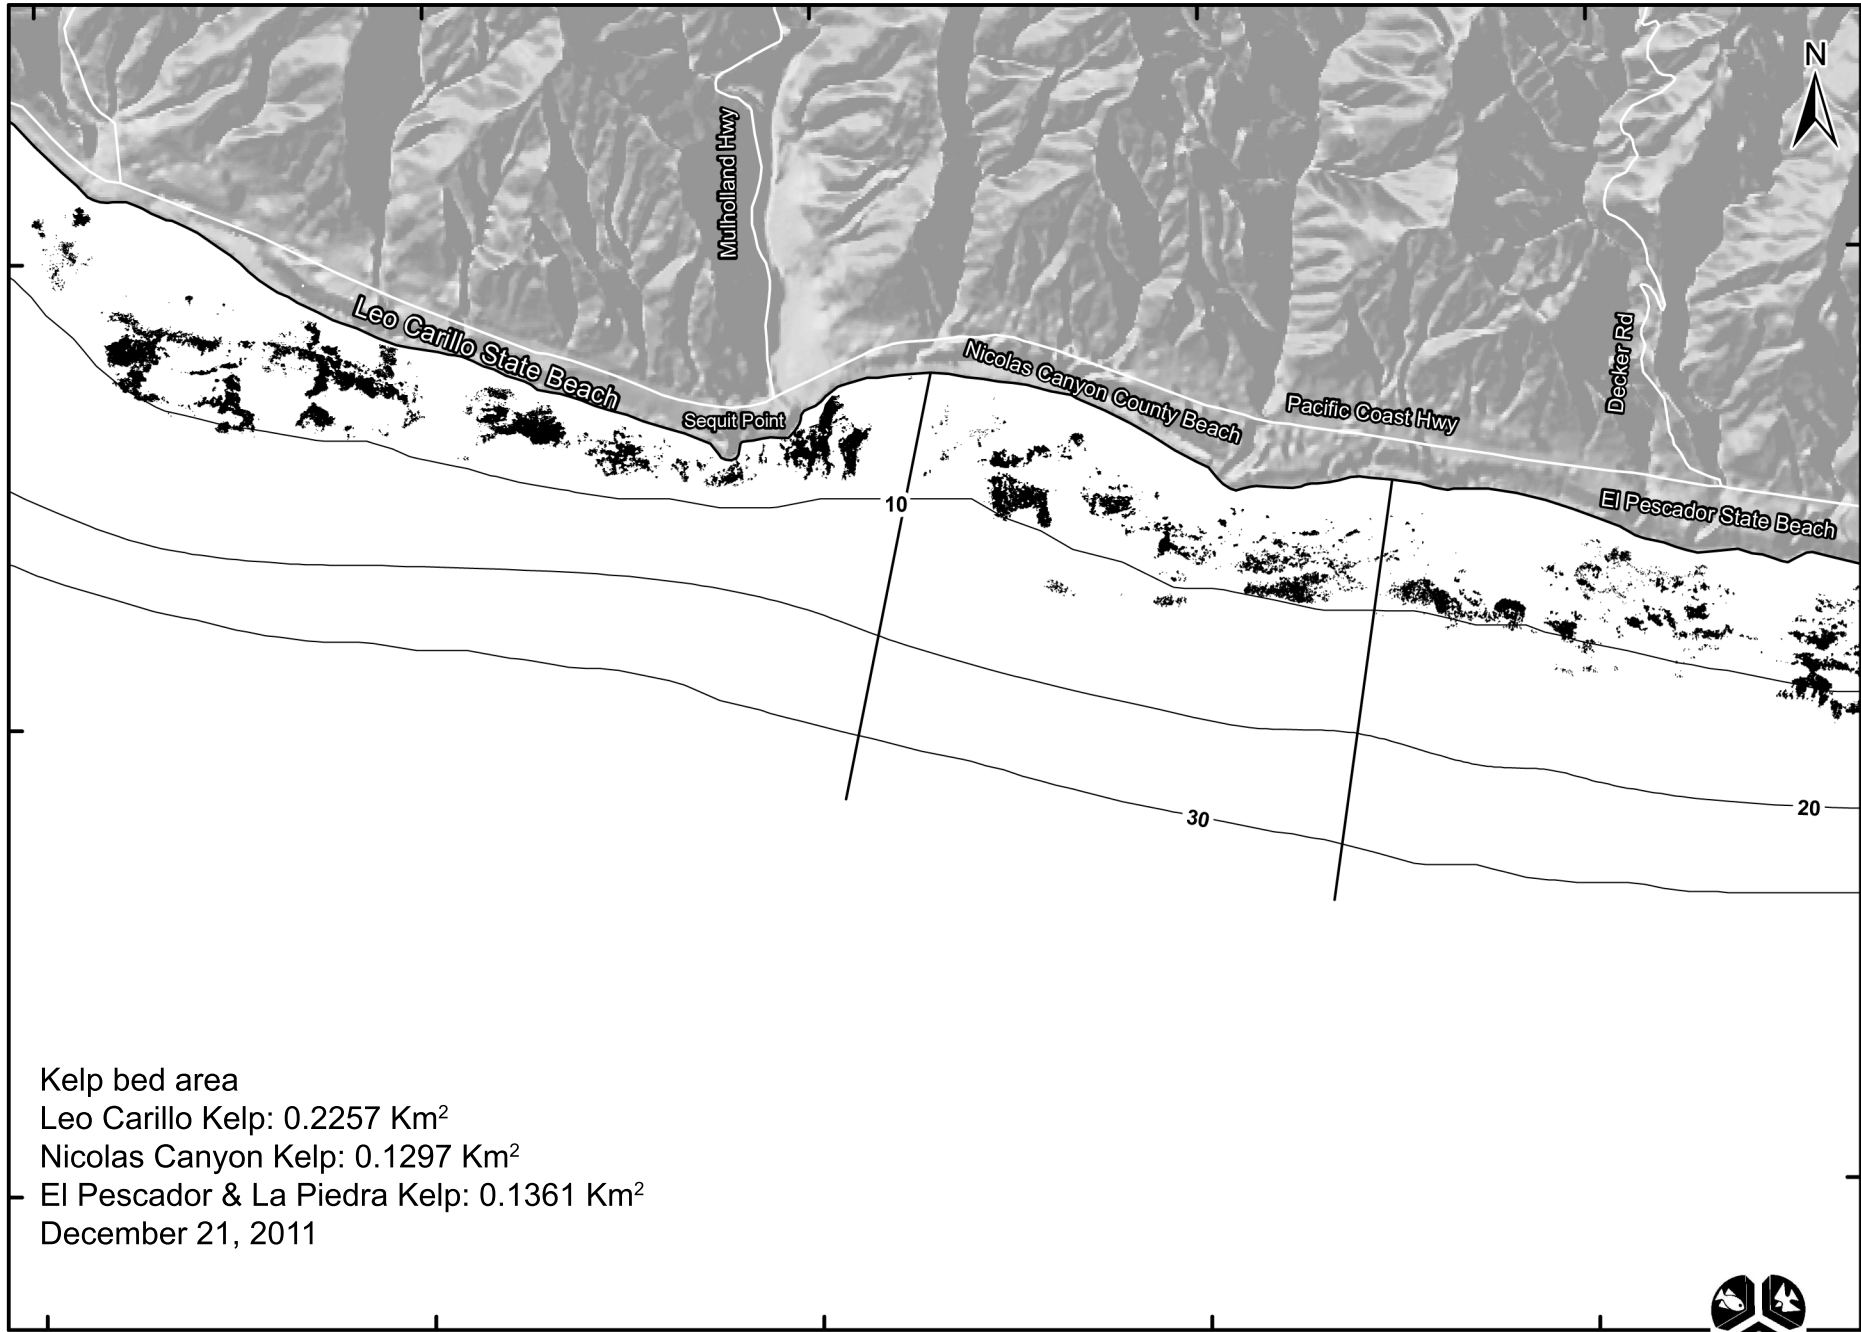 N
Mulholland Hwy
Leo Carillo State Beach
Decker Rd
Nicolas Canyon County Beach
Sequit Point
Pacific Coast Hwy
El Pescador State Beach
10
20
30
Kelp bed area
Leo Carillo Kelp: 0.2257 Km²
Nicolas Canyon Kelp: 0.1297 Km²
El Pescador & La Piedra Kelp: 0.1361 Km²
December 21, 2011